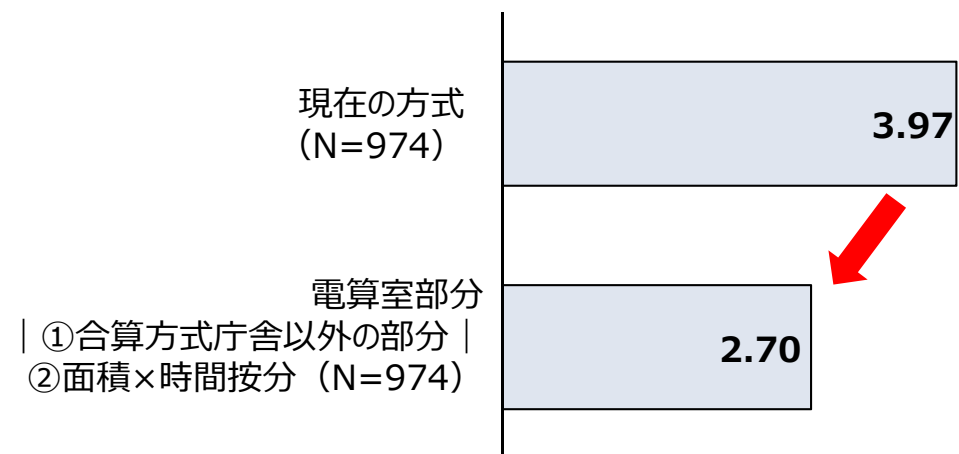 現在の方式
（N=974）
3.97
電算室部分
｜①合算方式庁舎以外の部分｜
②面積×時間按分（N=974）
2.70